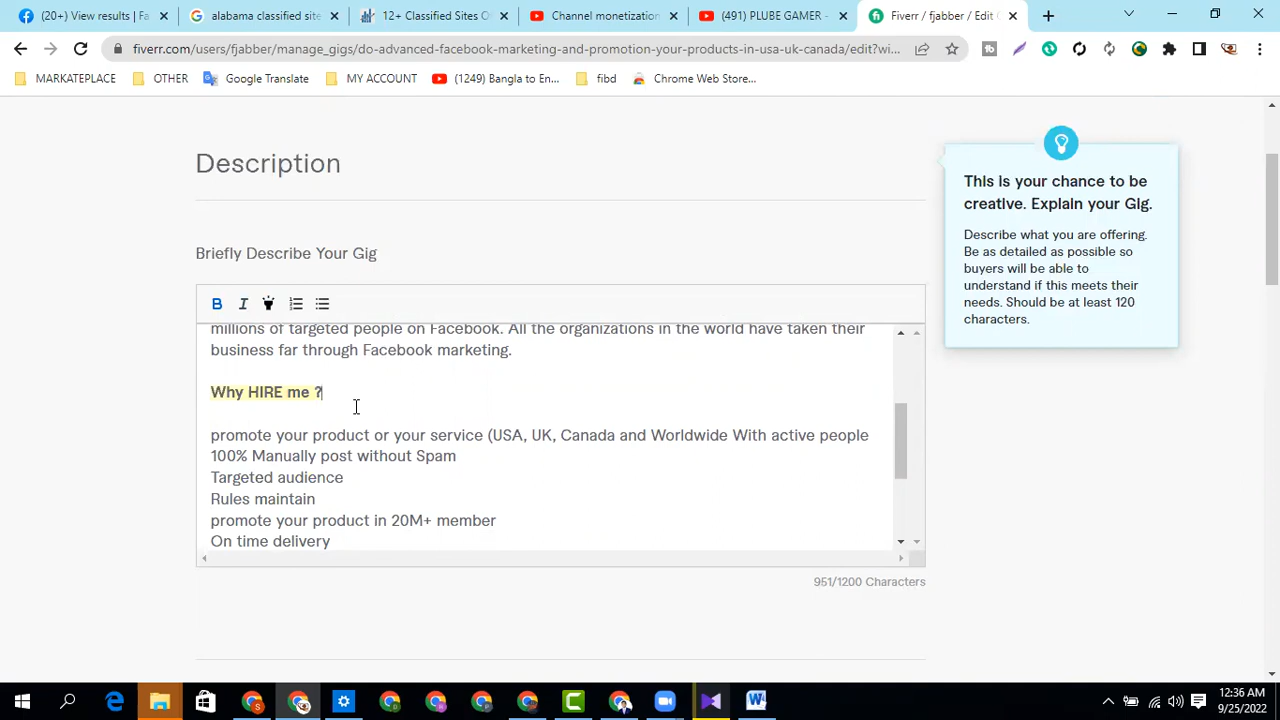 (20+) View results | Fa
alabama classified site
12+ Classified Sites O
Channel monetization
(491) PLUBE GAMER -
Fiverr / fjabber / Edit G
fiverr.com/users/fjabber/manage_gigs/do-advanced-facebook-marketing-and-promotion-your-products-in-usa-uk-canada/edit?wi...
MARKATEPLACE
OTHER
Google Translate
MY ACCOUNT
(1249) Bangla to En...
fibd
Chrome Web Store...
Description
This is your chance to be
creative. Explain your Gig.
Describe what you are offering.
Be as detailed as possible so
buyers will be able to
understand if this meets their
needs. Should be at least 120
characters.
Briefly Describe Your Gig
B I
millions of targeted people on Facebook. All the organizations in the world have taken their
business far through Facebook marketing.
Why HIRE me ?
promote your product or your service (USA, UK, Canada and Worldwide With active people
100% Manually post without Spam
Targeted audience
Rules maintain
promote your product in 20M+ member
On time delivery
951/1200 Characters
12:36 AM
9/25/2022